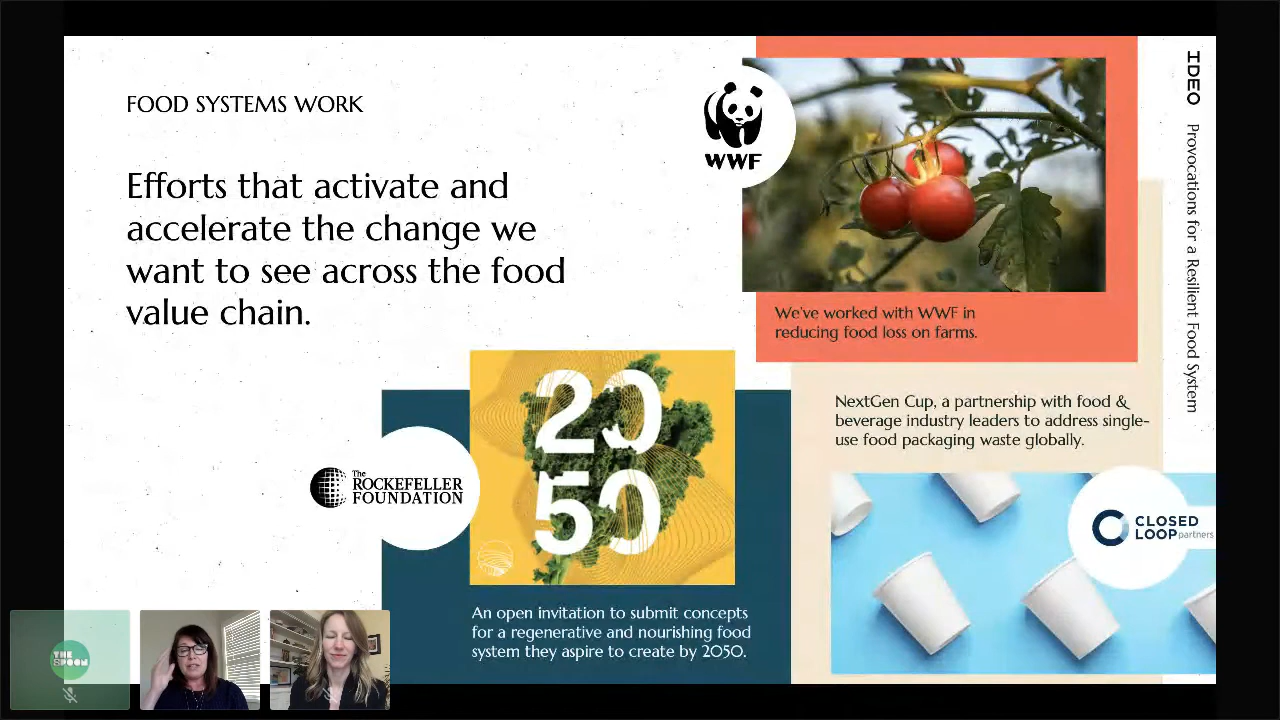 FOOD SYSTEMS WORK
Efforts that activate and
accelerate the change we
want to see across the food
value chain.
WWF
We've worked with WWF in
reducing food loss on farms.
IDEO Provocations for a Resilient Food System
The
ROCKEFELLER
FOUNDATION
20
50
An open invitation to submit concepts
for a regenerative and nourishing food
system they aspire to create by 2050.
NextGen Cup, a partnership with food &
beverage industry leaders to address single-
use food packaging waste globally.
CLOSED
LOOP partners
THE
SPOON